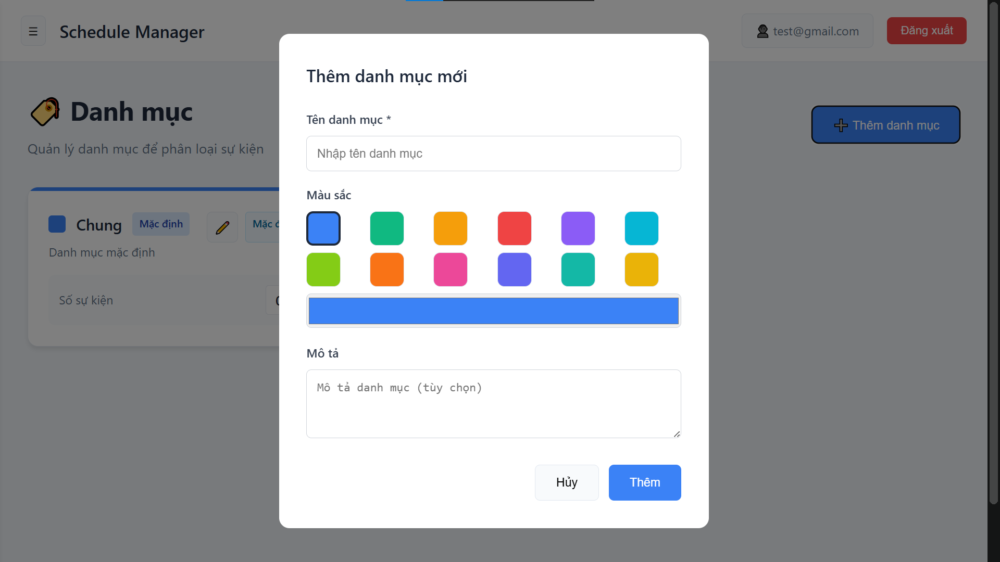 ☰ Schedule Manager
test@gmail.com
Đăng xuất
Danh mục
Quản lý danh mục để phân loại sự kiện
Thêm danh mục
Chung
Mặc định
Mặc
Danh mục mặc định
Số sự kiện
Thêm danh mục mới
Tên danh mục *
Nhập tên danh mục
Màu sắc
Mô tả
Mô tả danh mục (tùy chọn)
Hủy
Thêm